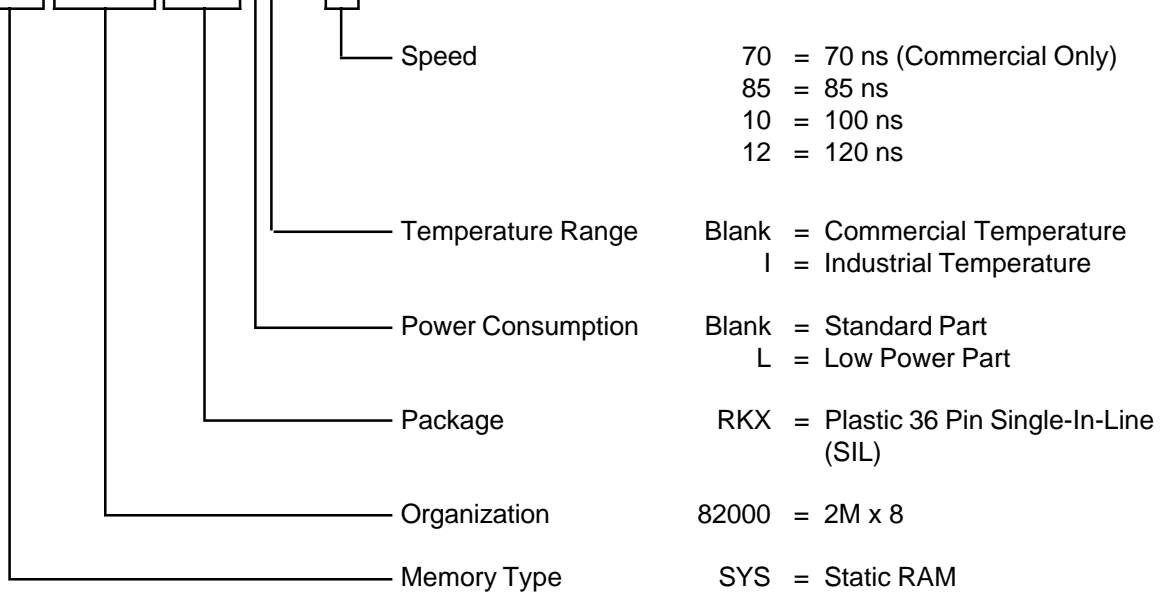 Speed 70 = 70 ns (Commercial Only)
85 = 85 ns
10 = 100 ns
12 = 120 ns
Temperature Range Blank = Commercial Temperature
I = Industrial Temperature
Power Consumption Blank = Standard Part
L = Low Power Part
Package RKX = Plastic 36 Pin Single-In-Line
(SIL)
Organization 82000 = 2M x 8
Memory Type SYS = Static RAM